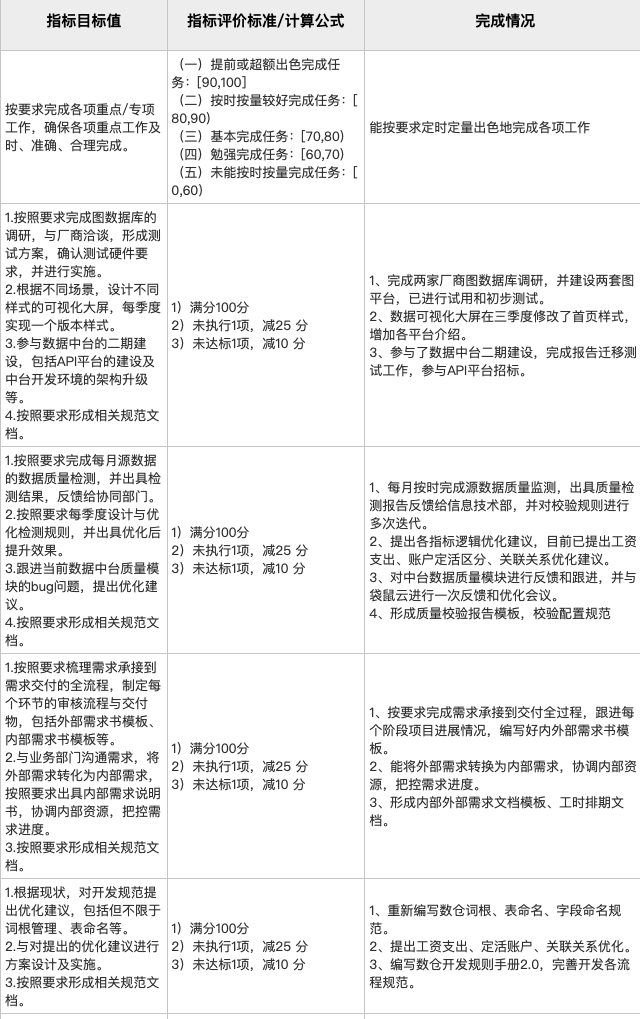 指标目标值
指标评价标准/计算公式
完成情况
按要求完成各项重点/专项
工作，确保各项重点工作及
时、准确、合理完成。
（一）提前或超额出色完成任
务：[90,100]
（二）按时按量较好完成任务：[
80,90)
（三）基本完成任务：[70,80)
（四）勉强完成任务：[60,70)
（五）未能按时按量完成任务：[
0,60)
能按要求定时定量出色地完成各项工作
1.按照要求完成图数据库的
调研，与厂商洽谈，形成测
试方案，确认测试硬件要
求，并进行实施。
2.根据不同场景，设计不同
样式的可视化大屏，每季度
实现一个版本样式。
3.参与数据中台的二期建
设，包括API平台的建设及
中台开发环境的架构升级
等。
4.按照要求形成相关规范文
档。
1）满分100分
2）未执行1项，减25 分
3）未达标1项，减10 分
1、完成两家厂商图数据库调研，并建设两套图
平台，已进行试用和初步测试。
2、数据可视化大屏在三季度修改了首页样式，
增加各平台介绍。
3、参与了数据中台二期建设，完成报告迁移测
试工作，参与API平台招标。
1.按照要求完成每月源数据
的数据质量检测，并出具检
测结果，反馈给协同部门。
2.按照要求每季度设计与优
化检测规则，并出具优化后
提升效果。
3.跟进当前数据中台质量模
块的bug问题，提出优化建
议。
4.按照要求形成相关规范文
档。
1）满分100分
2）未执行1项，减25 分
3）未达标1项，减10 分
1、每月按时完成源数据质量监测，出具质量检
测报告反馈给信息技术部，并对校验规则进行
多次迭代。
2、提出各指标逻辑优化建议，目前已提出工资
支出、账户定活区分、关联关系优化建议。
3、对中台数据质量模块进行反馈和跟进，并与
袋鼠云进行一次反馈和优化会议。
4、形成质量校验报告模板，校验配置规范
1.按照要求梳理需求承接到
需求交付的全流程，制定每
个环节的审核流程与交付
物，包括外部需求书模板、
内部需求书模板等。
2.与业务部门沟通需求，将
外部需求转化为内部需求，
按照要求出具内部需求说明
书，协调内部资源，把控需
求进度。
3.按照要求形成相关规范文
档。
1）满分100分
2）未执行1项，减25 分
3）未达标1项，减10 分
1、按要求完成需求承接到交付全过程，跟进每
个阶段项目进展情况，编写好内外部需求书模
板。
2、能将外部需求转换为内部需求，协调内部资
源，把控需求进度。
3、形成内部外部需求文档模板、工时排期文
档。
1.根据现状，对开发规范提
出优化建议，包括但不限于
词根管理、表命名等。
2.与对提出的优化建议进行
方案设计及实施。
3.按照要求形成相关规范文
档。
1）满分100分
2）未执行1项，减25 分
3）未达标1项，减10 分
1、重新编写数仓词根、表命名、字段命名规
范。
2、提出工资支出、定活账户、关联关系优化。
3、编写数仓开发规则手册2.0，完善开发各流
程规范。